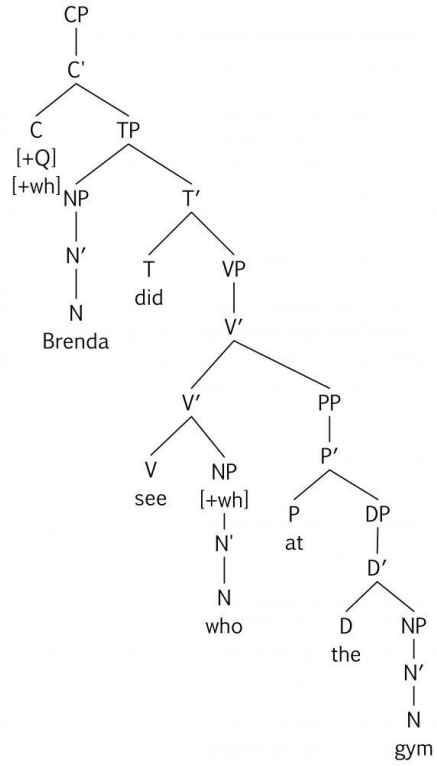 CP
C'
C TP
[+Q]
[+wh] NP T′
N′ T VP
did
N V′
Brenda
V′ PP
V NP P′
see [+wh] P DP
N' at
D′
N D NP
who the
N′
N
gym